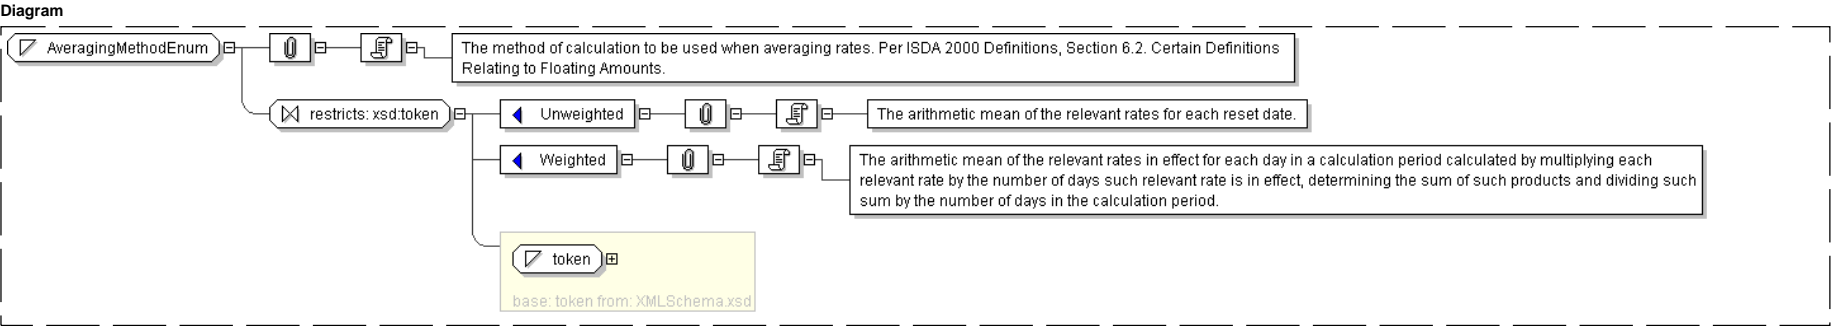 Diagram
AveragingMethodEnum
The method of calculation to be used when averaging rates. Per ISDA 2000 Definitions, Section 6.2. Certain Definitions
Relating to Floating Amounts.
restricts: xsd:token
Unweighted
The arithmetic mean of the relevant rates for each reset date.
Weighted
The arithmetic mean of the relevant rates in effect for each day in a calculation period calculated by multiplying each
relevant rate by the number of days such relevant rate is in effect, determining the sum of such products and dividing such
sum by the number of days in the calculation period.
token
base: token from: XMLSchema.xsd